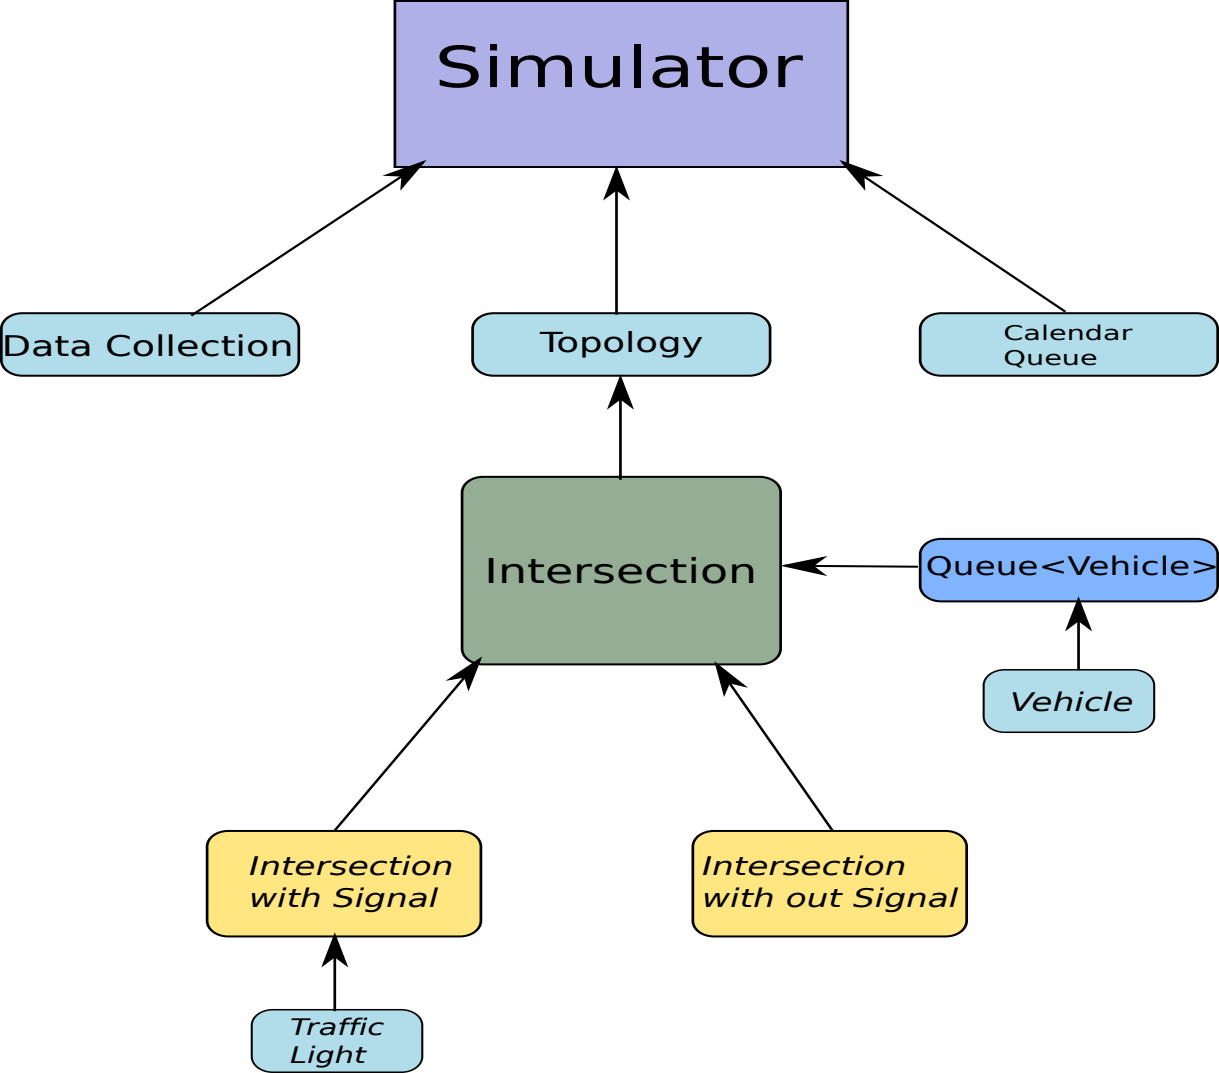 Simulator
Data Collection
Topology
Calendar
Queue
Intersection
Queue<Vehicle>
Vehicle
Intersection
with Signal
Intersection
with out Signal
Traffic
Light